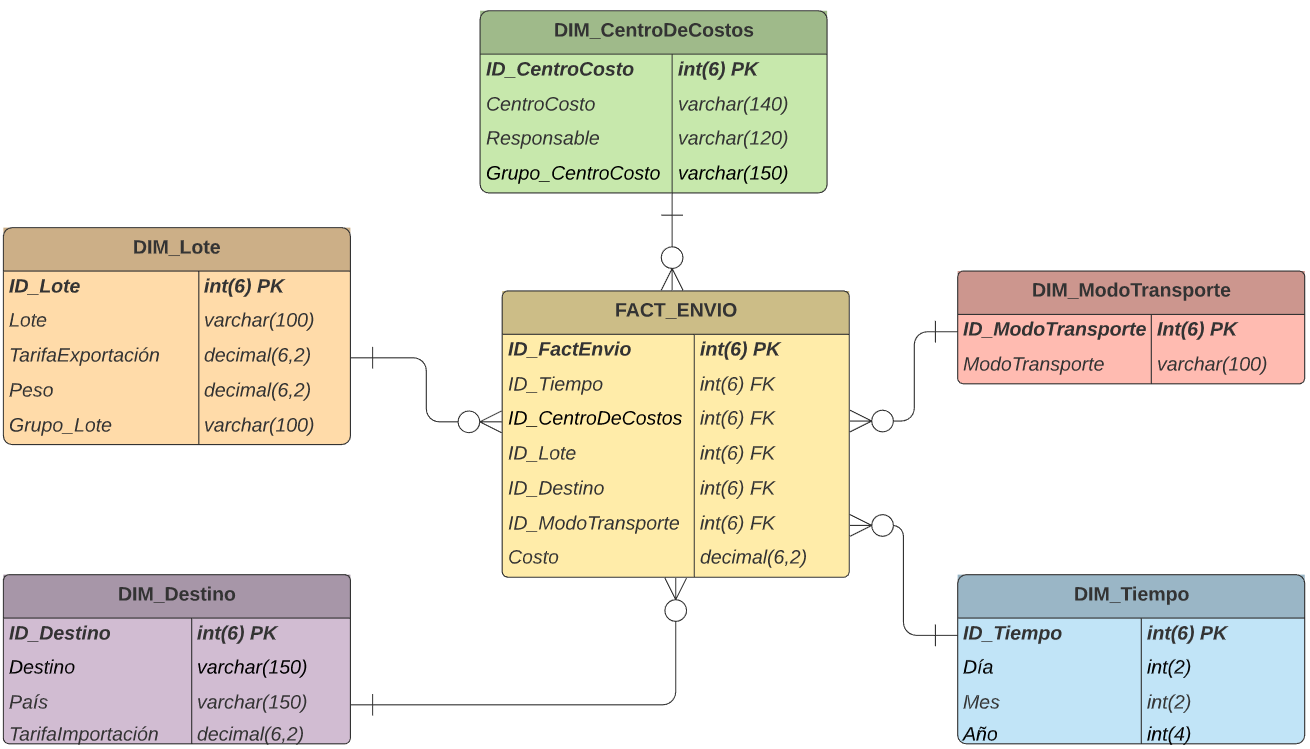 DIM_CentroDeCostos
ID_CentroCosto int(6) PK
CentroCosto varchar(140)
Responsable varchar(120)
Grupo_CentroCosto varchar(150)
DIM_Lote
ID_Lote int(6) PK
Lote varchar(100)
TarifaExportación decimal(6,2)
Peso decimal(6,2)
Grupo_Lote varchar(100)
FACT_ENVIO
ID_FactEnvio int(6) PK
ID_Tiempo int(6) FK
ID_CentroDeCostos int(6) FK
ID_Lote int(6) FK
ID_Destino int(6) FK
ID_ModoTransporte int(6) FK
Costo decimal(6,2)
DIM_ModoTransporte
ID_ModoTransporte Int(6) PK
ModoTransporte varchar(100)
DIM_Destino
ID_Destino int(6) PK
Destino varchar(150)
País varchar(150)
TarifaImportación decimal(6,2)
DIM_Tiempo
ID_Tiempo int(6) PK
Día int(2)
Mes int(2)
Año int(4)